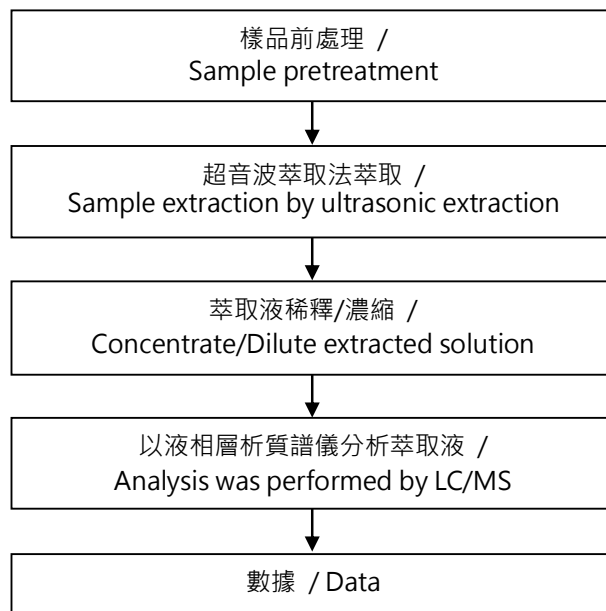 樣品前處理 /
Sample pretreatment
超音波萃取法萃取 /
Sample extraction by ultrasonic extraction
萃取液稀釋/濃縮 /
Concentrate/Dilute extracted solution
以液相層析質譜儀分析萃取液 /
Analysis was performed by LC/MS
數據 / Data